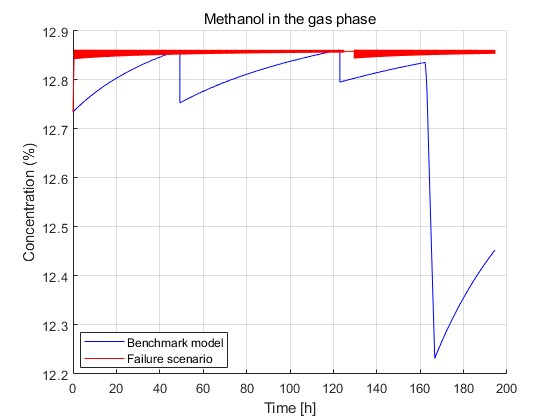 Methanol in the gas phase
12.9
12.8
12.7
12.6
12.5
12.4
12.3
12.2
Concentration (%)
Benchmark model
Failure scenario
0 20 40 60 80 100 120 140 160 180 200
Time [h]